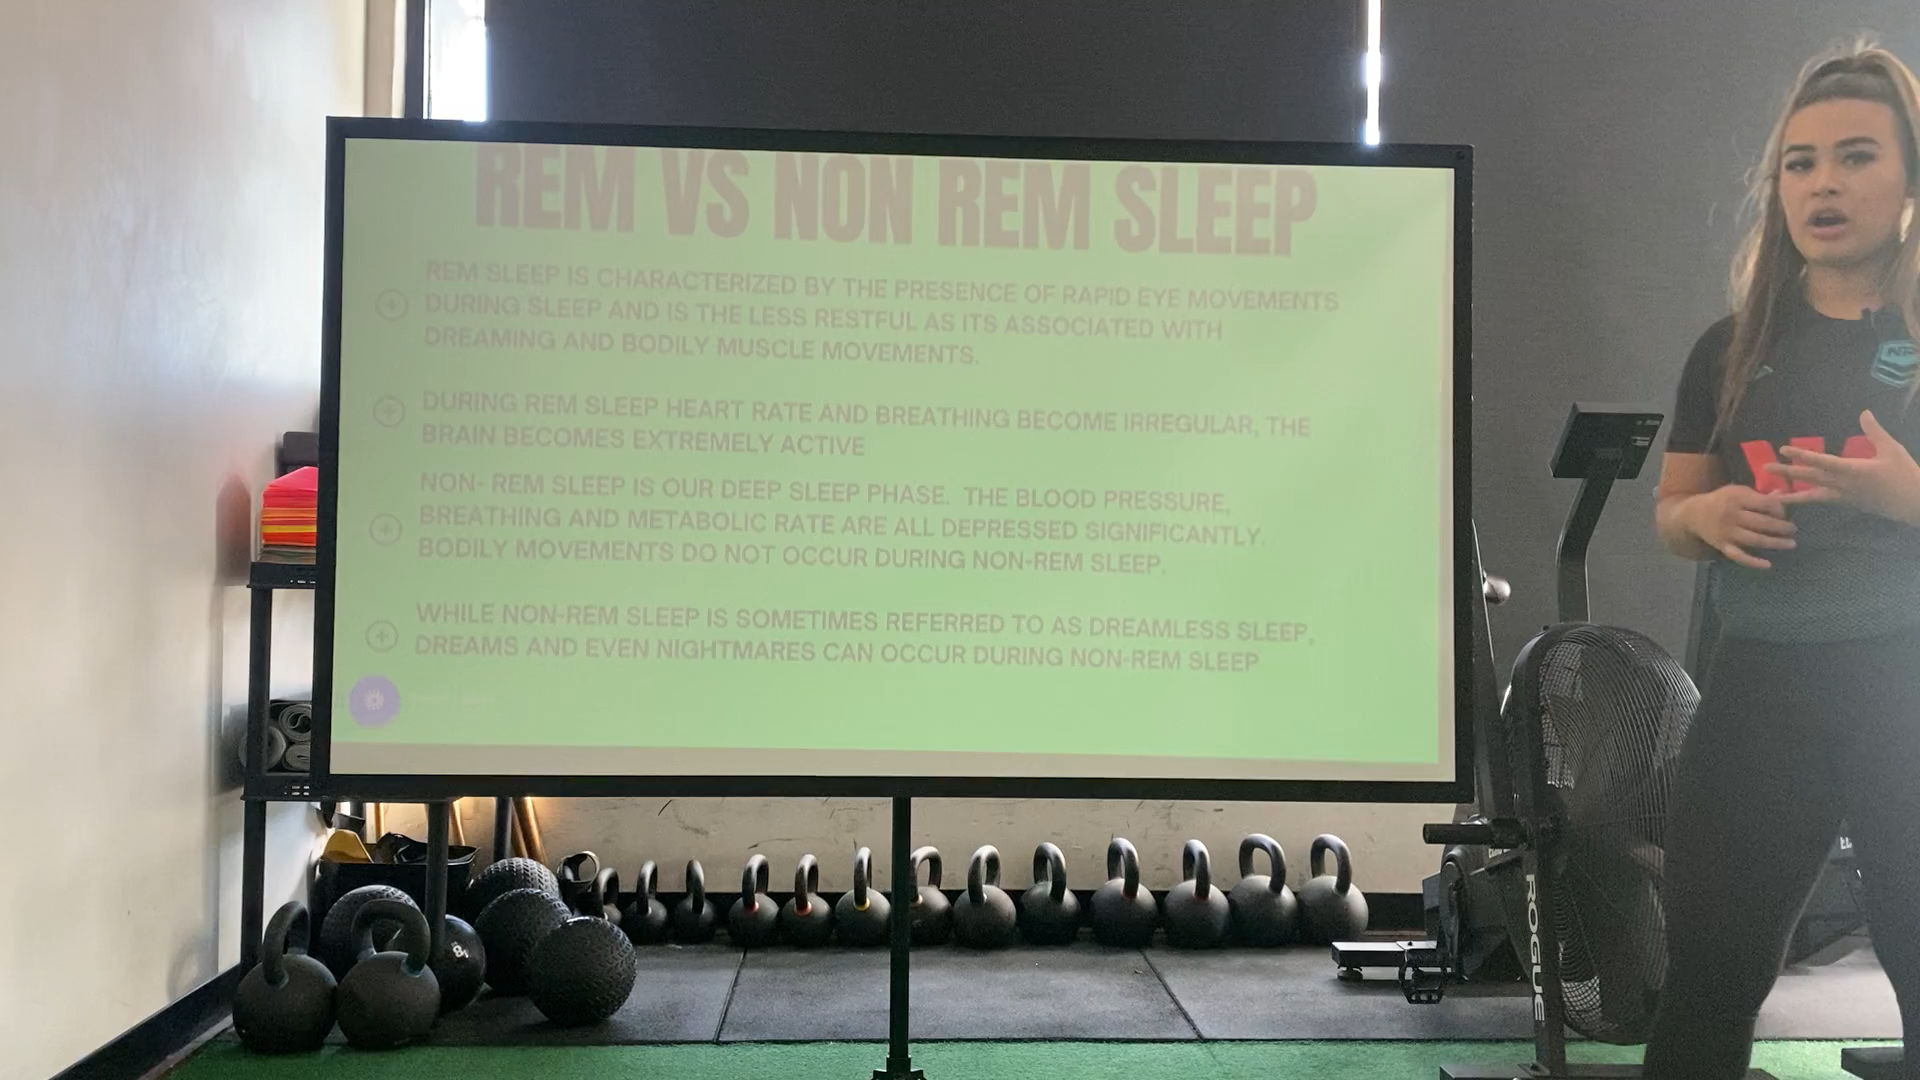 REM VS NON REM SLEEP
REM SLEEP IS CHARACTERIZED BY THE PRESENCE OF RAPID EYE MOVEMENTS
DURING SLEEP AND IS THE LESS RESTFUL AS ITS ASSOCIATED WITH
DREAMING AND BODILY MUSCLE MOVEMENTS.
DURING REM SLEEP HEART RATE AND BREATHING BECOME IRREGULAR, THE
BRAIN BECOMES EXTREMELY ACTIVE
NON- REM SLEEP IS OUR DEEP SLEEP PHASE. THE BLOOD PRESSURE,
BREATHING AND METABOLIC RATE ARE ALL DEPRESSED SIGNIFICANTLY.
BODILY MOVEMENTS DO NOT OCCUR DURING NON-REM SLEEP.
WHILE NON-REM SLEEP IS SOMETIMES REFERRED TO AS DREAMLESS SLEEP,
DREAMS AND EVEN NIGHTMARES CAN OCCUR DURING NON-REM SLEEP
ROGUE